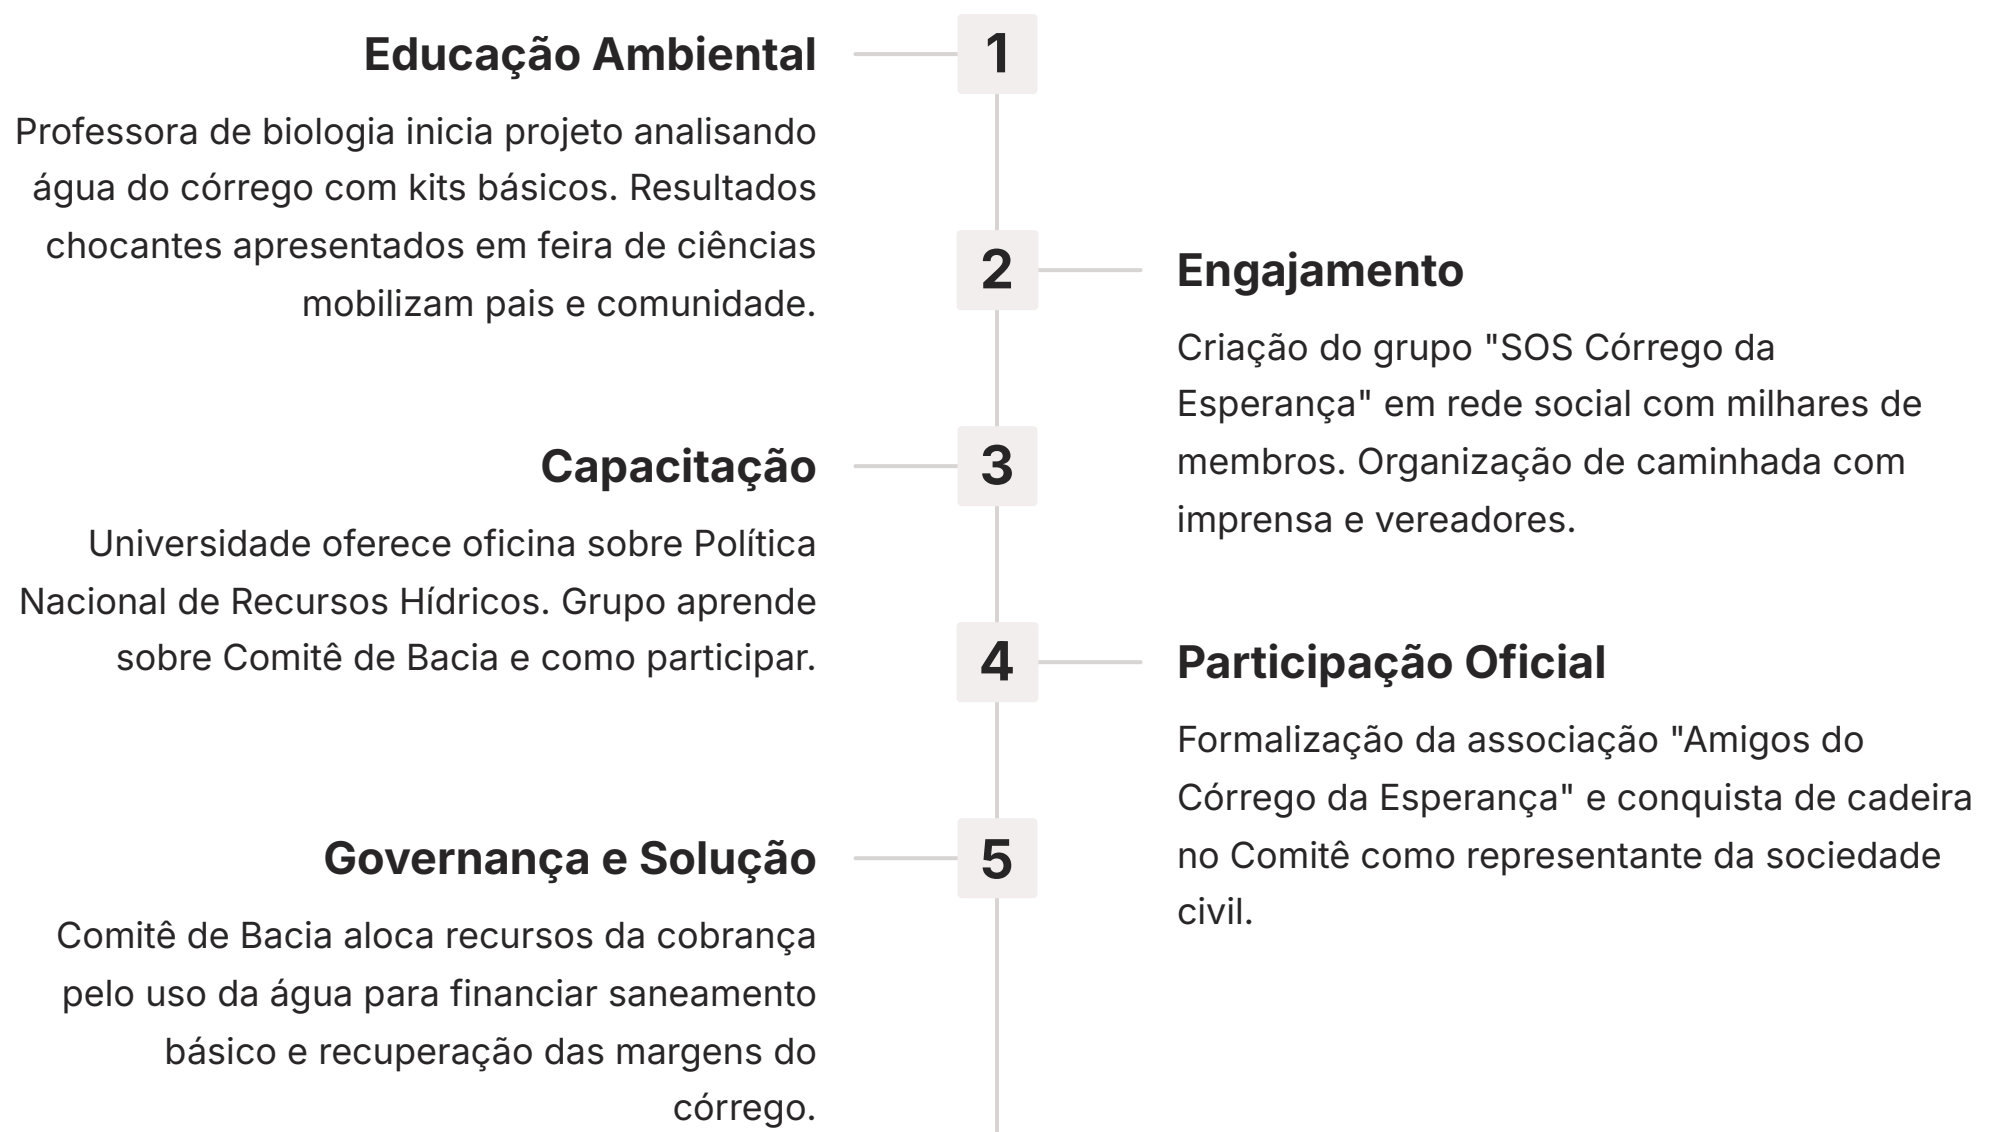 Educação Ambiental
1
Professora de biologia inicia projeto analisando
água do córrego com kits básicos. Resultados
chocantes apresentados em feira de ciências
mobilizam pais e comunidade.
2
Engajamento
Criação do grupo "SOS Córrego da
Esperança" em rede social com milhares de
membros. Organização de caminhada com
imprensa e vereadores.
Capacitação
3
Universidade oferece oficina sobre Política
Nacional de Recursos Hídricos. Grupo aprende
sobre Comitê de Bacia e como participar.
4
Participação Oficial
Formalização da associação "Amigos do
Córrego da Esperança" e conquista de cadeira
no Comitê como representante da sociedade
civil.
Governança e Solução
5
Comitê de Bacia aloca recursos da cobrança
pelo uso da água para financiar saneamento
básico e recuperação das margens do
córrego.